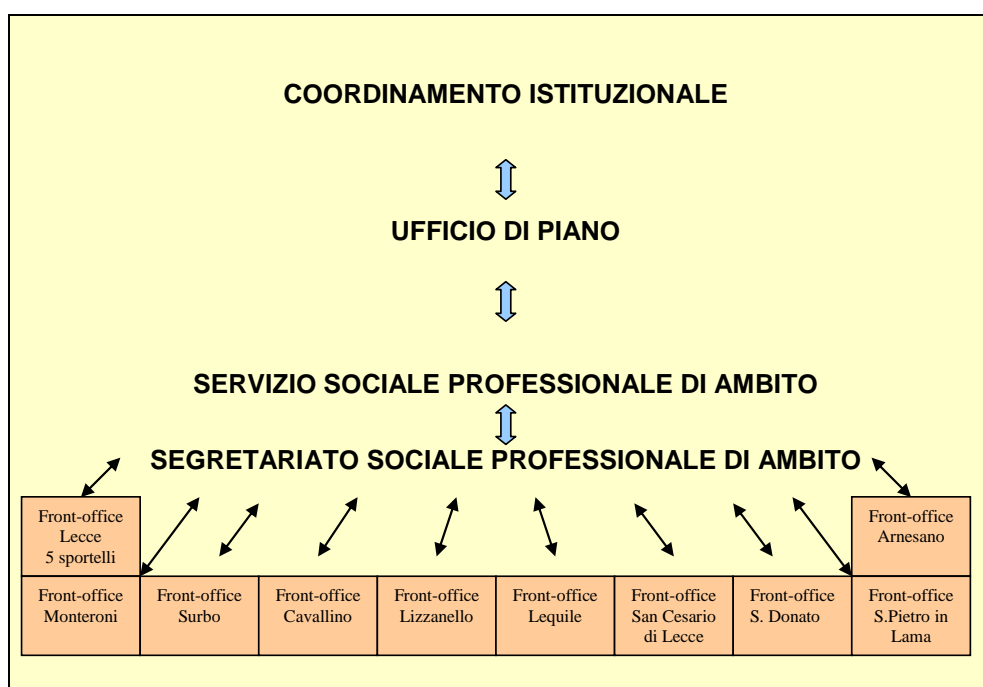 COORDINAMENTO ISTITUZIONALE
UFFICIO DI PIANO
SERVIZIO SOCIALE PROFESSIONALE DI AMBITO
SEGRETARIATO SOCIALE PROFESSIONALE DI AMBITO
Front-office
Lecce
5 sportelli
Front-office
Arnesano
Front-office
Monteroni
Front-office
Surbo
Front-office
Cavallino
Front-office
Lizzanello
Front-office
Lequile
Front-office
San Cesario
di Lecce
Front-office
S. Donato
Front-office
S.Pietro in
Lama